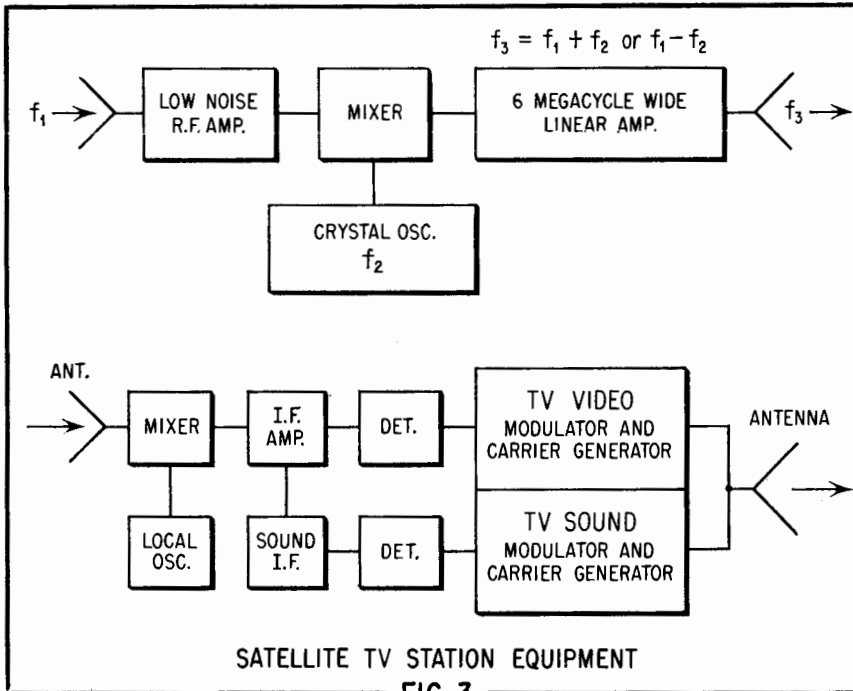 f₃ = f₁ + f₂ or f₁ − f₂
f₁
LOW NOISE
R.F. AMP.
MIXER
6 MEGACYCLE WIDE
LINEAR AMP.
f₃
CRYSTAL OSC.
f₂
ANT.
MIXER
I.F.
AMP.
DET.
TV VIDEO
MODULATOR AND
CARRIER GENERATOR
ANTENNA
LOCAL
OSC.
SOUND
I.F.
DET.
TV SOUND
MODULATOR AND
CARRIER GENERATOR
SATELLITE TV STATION EQUIPMENT